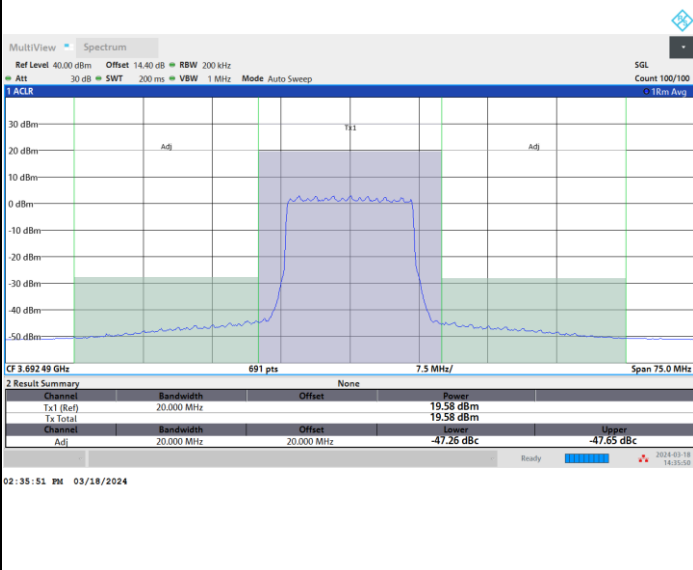 MultiView Spectrum
Ref Level 40.00 dBm Offset 14.40 dB RBW 200 kHz SGL
Att 30 dB SWT 200 ms VBW 1 MHz Mode Auto Sweep Count 100/100
1 ACLR 1Rm Avg
30 dBm
Tx1
20 dBm
Adj Adj
10 dBm
0 dBm
-10 dBm
-20 dBm
-30 dBm
-40 dBm
-50 dBm
CF 3.692 49 GHz 691 pts 7.5 MHz/ Span 75.0 MHz
2 Result Summary None
Channel Bandwidth Offset Power
Tx1 (Ref) 20.000 MHz 19.58 dBm
Tx Total 19.58 dBm
Channel Bandwidth Offset Lower Upper
Adj 20.000 MHz 20.000 MHz -47.26 dBc -47.65 dBc
Ready 2024-03-18
14:35:50
02:35:51 PM 03/18/2024